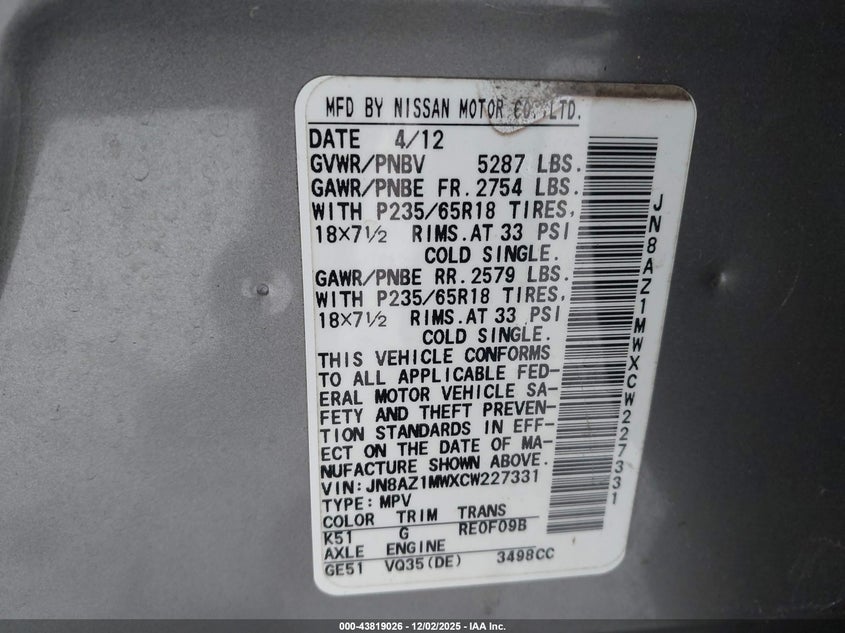 MFD BY NISSAN MOTOR CO.,LTD.
DATE 4/12
GVWR/PNBV 5287 LBS.
GAWR/PNBE FR.2754 LBS.
WITH P235/65R18 TIRES,
18×7½ RIMS.AT 33 PSI
COLD SINGLE.
GAWR/PNBE RR.2579 LBS.
WITH P235/65R18 TIRES,
18×7½ RIMS.AT 33 PSI
COLD SINGLE.
THIS VEHICLE CONFORMS
TO ALL APPLICABLE FED-
ERAL MOTOR VEHICLE SA-
FETY AND THEFT PREVEN-
TION STANDARDS IN EFF-
ECT ON THE DATE OF MA-
NUFACTURE SHOWN ABOVE.
VIN:JN8AZ1MWXCW227331
TYPE:MPV
COLOR TRIM TRANS
K51 G RE0F09B
AXLE ENGINE
GE51 VQ35(DE) 3498CC
JN8AZ1MWXCW227331
000-43819026 - 12/02/2025 - IAA Inc.